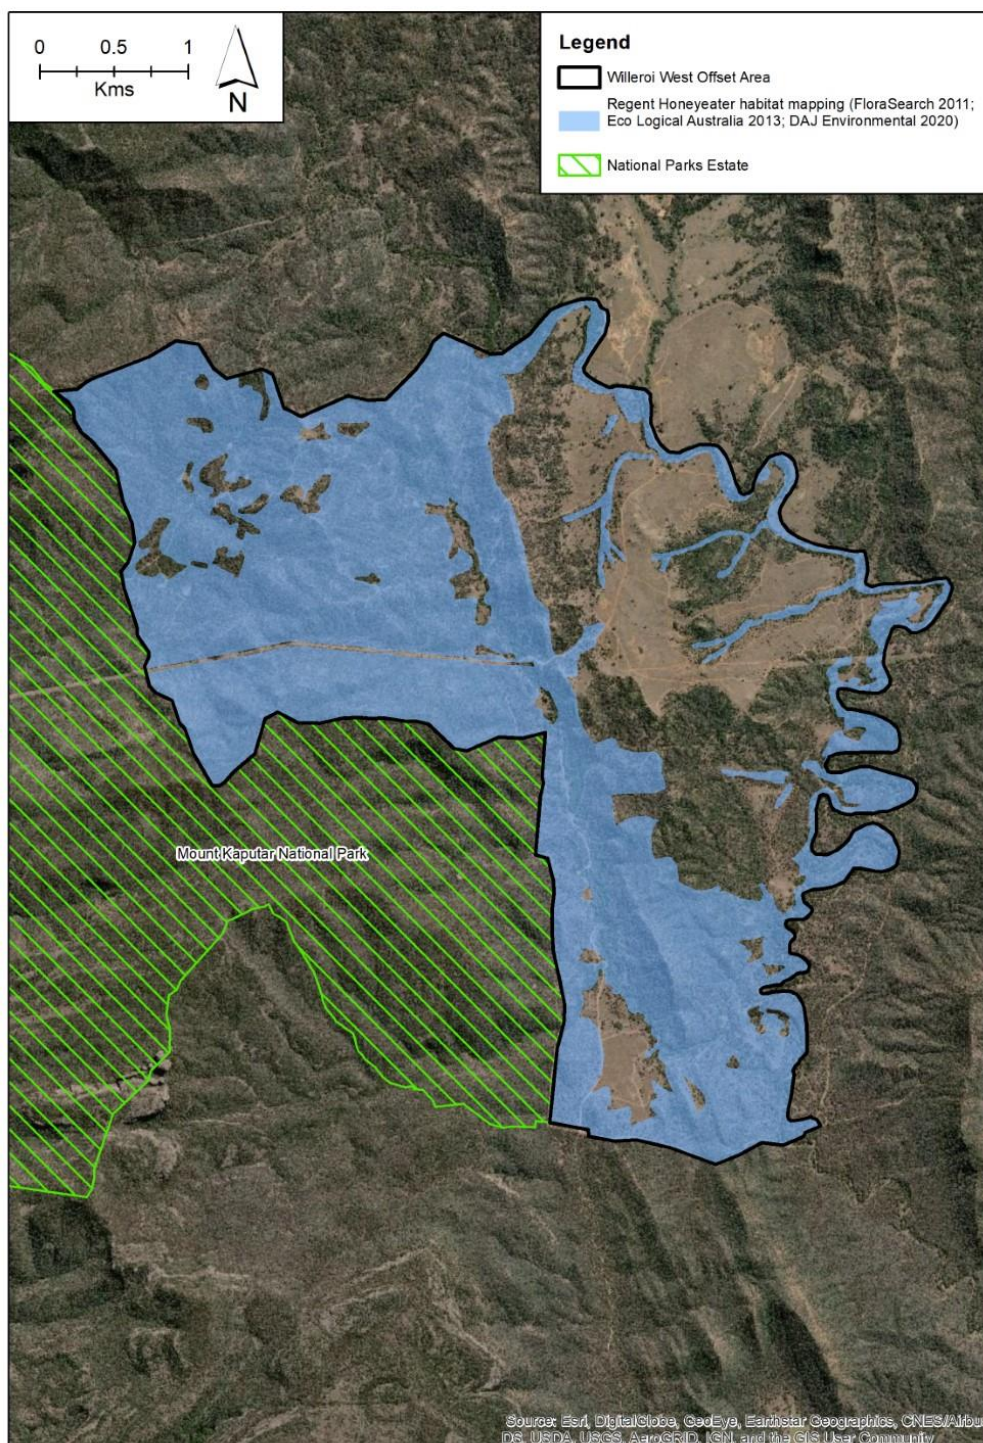 0 0.5 1
Kms
N
Legend
Willeroi West Offset Area
Regent Honeyeater habitat mapping (FloraSearch 2011;
Eco Logical Australia 2013; DAJ Environmental 2020)
National Parks Estate
Mount Kaputar National Park
Source: Esri, DigitalGlobe, GeoEye, Earthstar Geographics, CNES/Airbu
DS, USDA, USGS, AeroGRID, IGN, and the GIS User Community